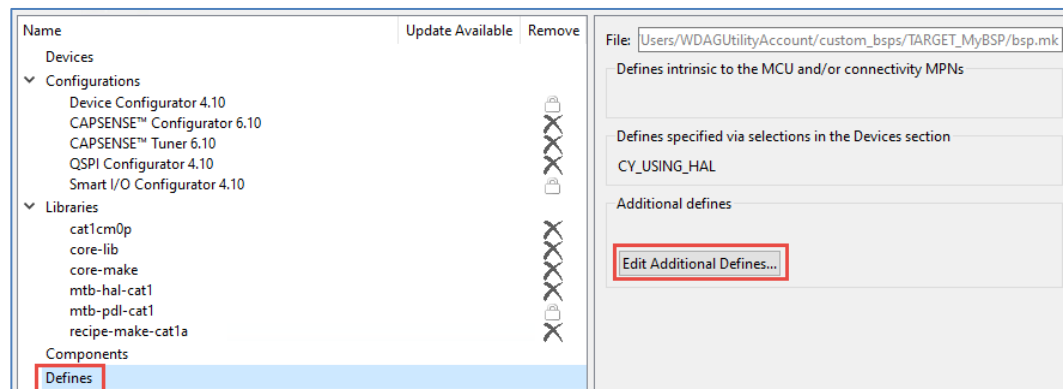 Name Update Available Remove
Devices
Configurations
Device Configurator 4.10
CAPSENSE™ Configurator 6.10
CAPSENSE™ Tuner 6.10
QSPI Configurator 4.10
Smart I/O Configurator 4.10
Libraries
cat1cm0p
core-lib
core-make
mtb-hal-cat1
mtb-pdl-cat1
recipe-make-cat1a
Components
Defines
File: /Users/WDAGUtilityAccount/custom_bsps/TARGET_MyBSP/bsp.mk
Defines intrinsic to the MCU and/or connectivity MPNs
Defines specified via selections in the Devices section
CY_USING_HAL
Additional defines
Edit Additional Defines...